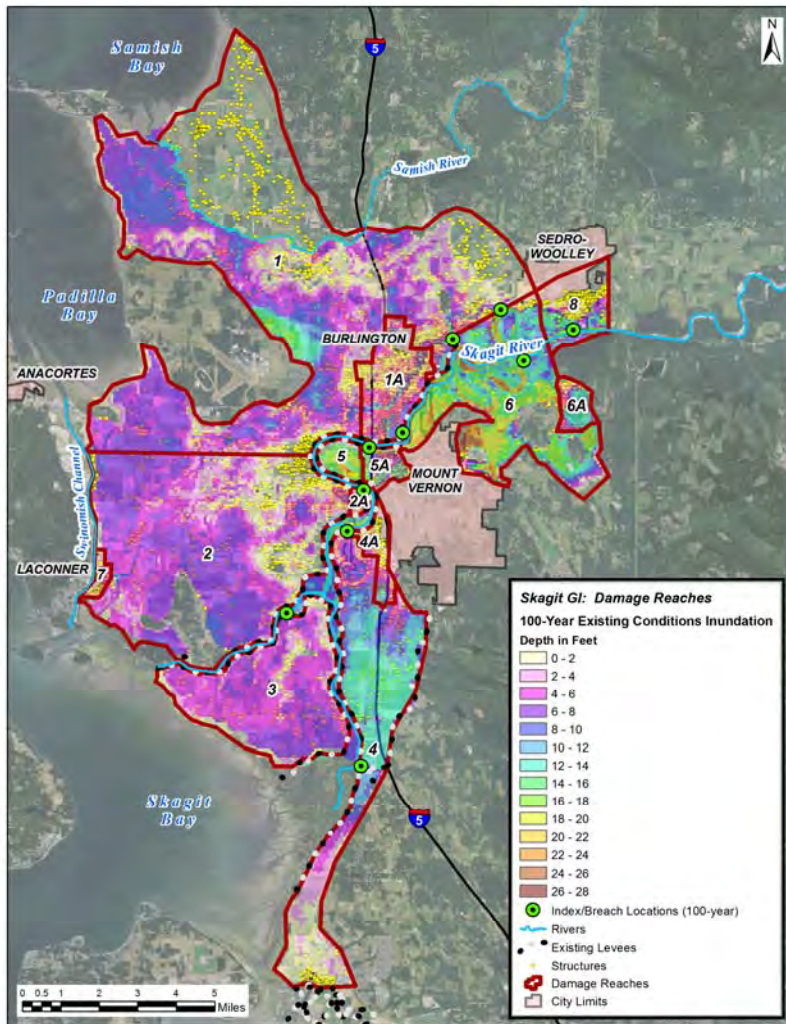 Samish
Bay
5
N
Samish River
1
SEDRO-
WOOLLEY
8
Padilla
Bay
BURLINGTON
Skagit River
1A
ANACORTES
6
6A
5
5A
MOUNT
VERNON
2A
4A
Swinomish Channel
2
LACONNER
7
3
4
Skagit
Bay
5
Skagit GI: Damage Reaches
100-Year Existing Conditions Inundation
Depth in Feet
0 - 2
2 - 4
4 - 6
6 - 8
8 - 10
10 - 12
12 - 14
14 - 16
16 - 18
18 - 20
20 - 22
22 - 24
24 - 26
26 - 28
Index/Breach Locations (100-year)
Rivers
Existing Levees
Structures
Damage Reaches
City Limits
0 0.5 1 2 3 4 5
Miles